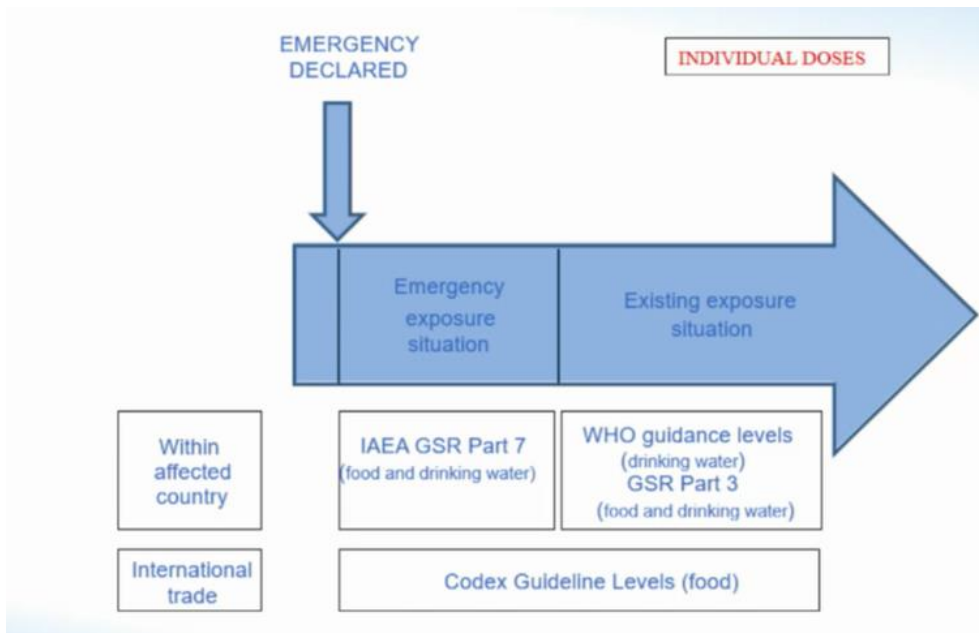 EMERGENCY
DECLARED
INDIVIDUAL DOSES
Emergency
exposure
situation
Existing exposure
situation
Within
affected
country
IAEA GSR Part 7
(food and drinking water)
WHO guidance levels
(drinking water)
GSR Part 3
(food and drinking water)
International
trade
Codex Guideline Levels (food)